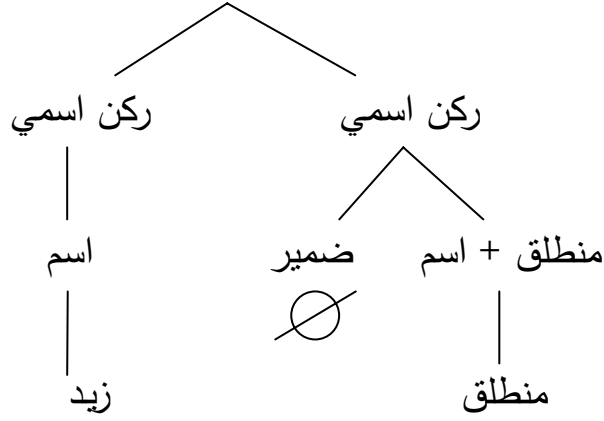 ركن اسمي ركن اسمي
منطلق + اسم ضمير اسم
منطلق زيد